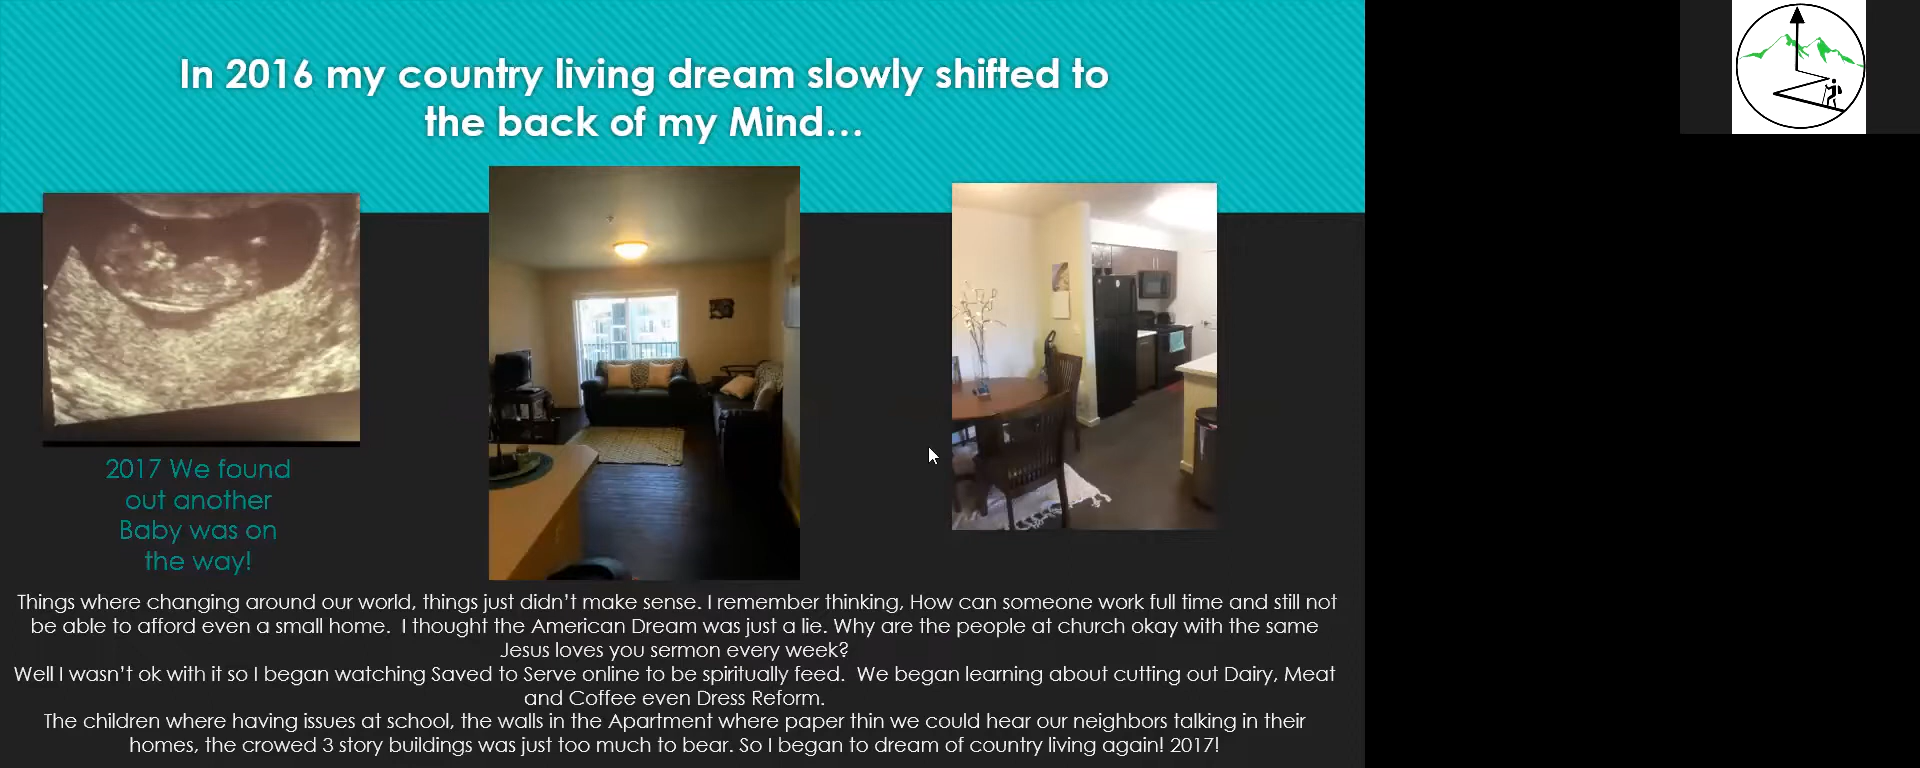 In 2016 my country living dream slowly shifted to
the back of my Mind...
2017 We found
out another
Baby was on
the way!
Things where changing around our world, things just didn't make sense. I remember thinking, How can someone work full time and still not
be able to afford even a small home.  I thought the American Dream was just a lie. Why are the people at church okay with the same
Jesus loves you sermon every week?
Well I wasn't ok with it so I began watching Saved to Serve online to be spiritually feed.  We began learning about cutting out Dairy, Meat
and Coffee even Dress Reform.
The children where having issues at school, the walls in the Apartment where paper thin we could hear our neighbors talking in their
homes, the crowed 3 story buildings was just too much to bear. So I began to dream of country living again! 2017!